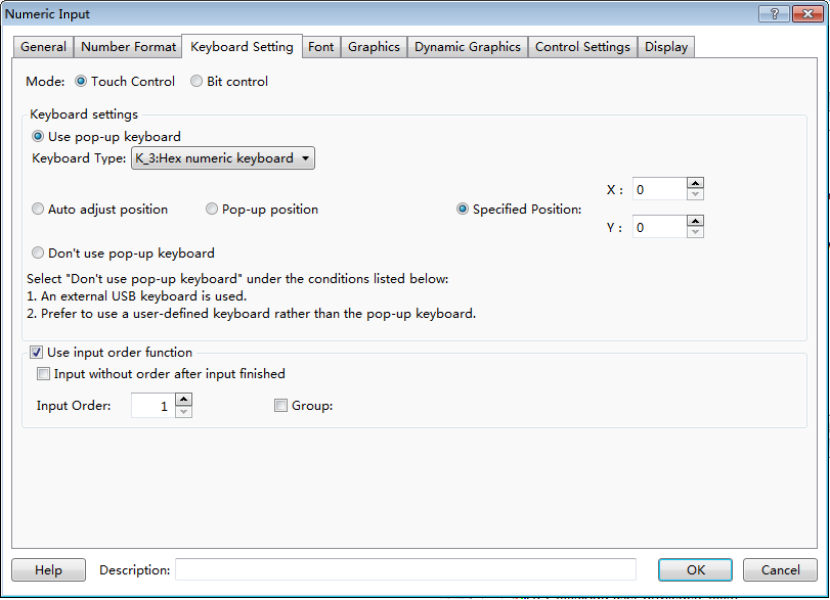 Numeric Input
General Number Format Keyboard Setting Font Graphics Dynamic Graphics Control Settings Display
Mode: Touch Control Bit control
Keyboard settings
Use pop-up keyboard
Keyboard Type: K_3:Hex numeric keyboard
X : 0
Auto adjust position Pop-up position Specified Position:
Y : 0
Don't use pop-up keyboard
Select "Don't use pop-up keyboard" under the conditions listed below:
1. An external USB keyboard is used.
2. Prefer to use a user-defined keyboard rather than the pop-up keyboard.
Use input order function
Input without order after input finished
Input Order: 1 Group:
Help Description: OK Cancel